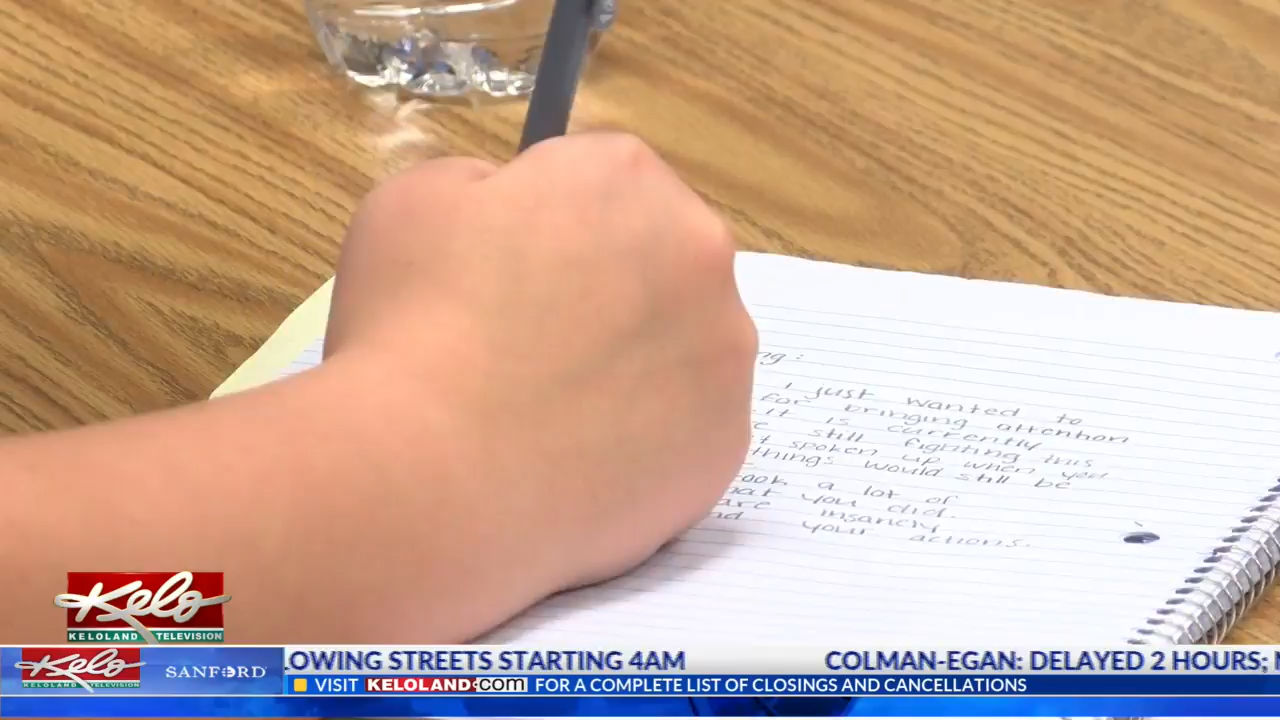 ng:
I just wanted to
for bringing attention
it is currently
still fighting this
spoken up when you
things would still be
took a lot of
what you did.
are insanely
your actions.
Kelo
KELOLAND TELEVISION
Kelo
KELOLAND TELEVISION
SANFORD
LOWING STREETS STARTING 4AM COLMAN-EGAN: DELAYED 2 HOURS;
VISIT KELOLAND.com FOR A COMPLETE LIST OF CLOSINGS AND CANCELLATIONS